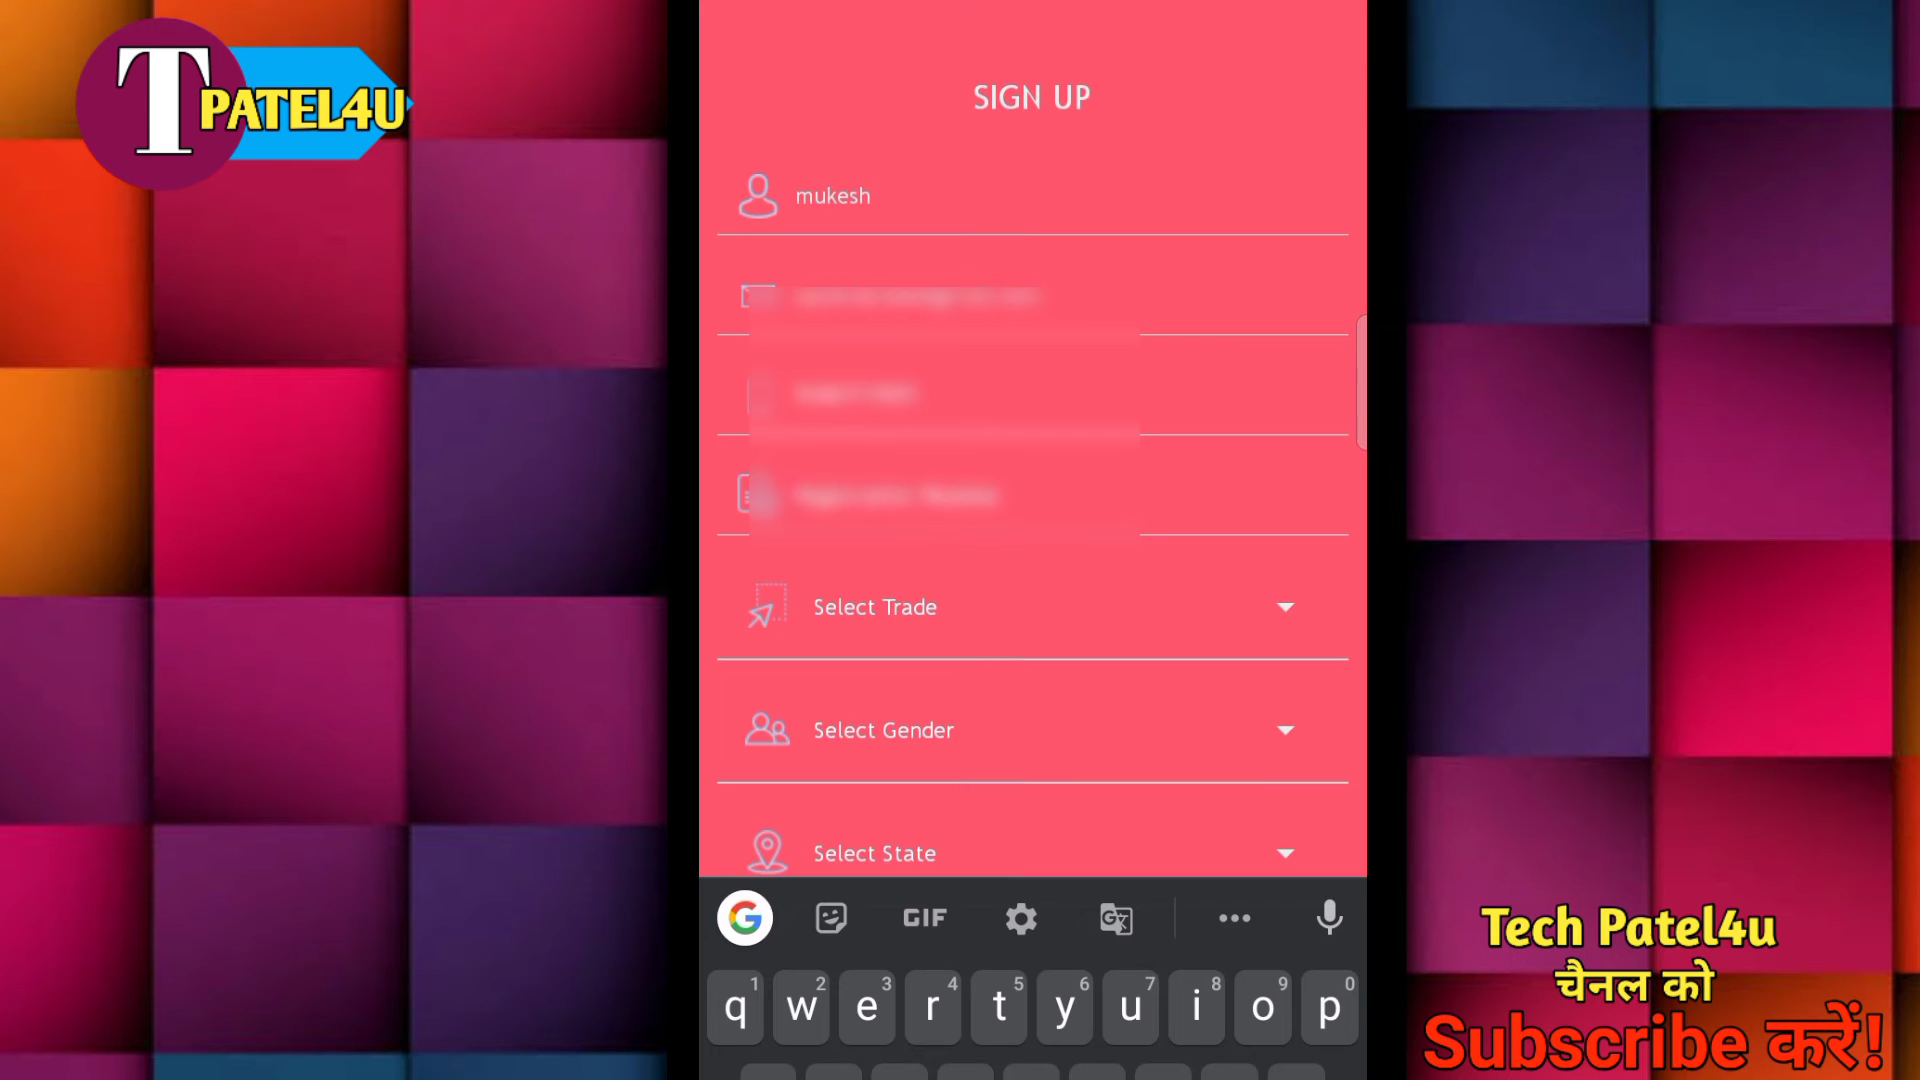 T
PATEL4U
SIGN UP
mukesh
Select Trade
Select Gender
Select State
G
GIF
1 2 3 4 5 6 7 8 9 0
q w e r t y u i o p
Tech Patel4u
चैनल को
Subscribe करें!